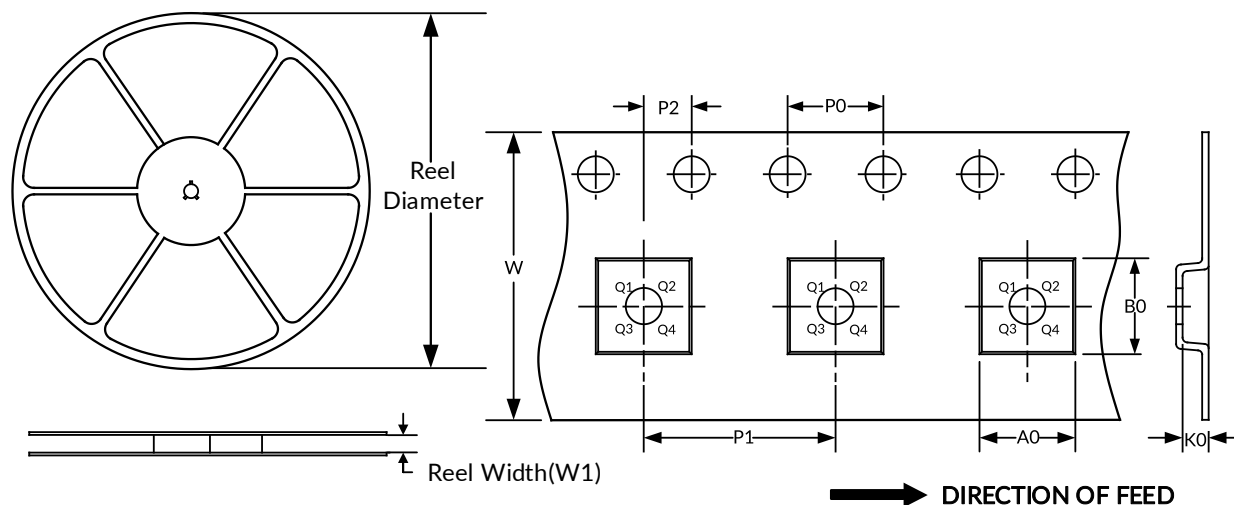 Reel
Diameter
Reel Width(W1)
P2
P0
W
Q1 Q2
Q3 Q4
Q1 Q2
Q3 Q4
Q1 Q2
Q3 Q4
B0
P1
A0
K0
DIRECTION OF FEED